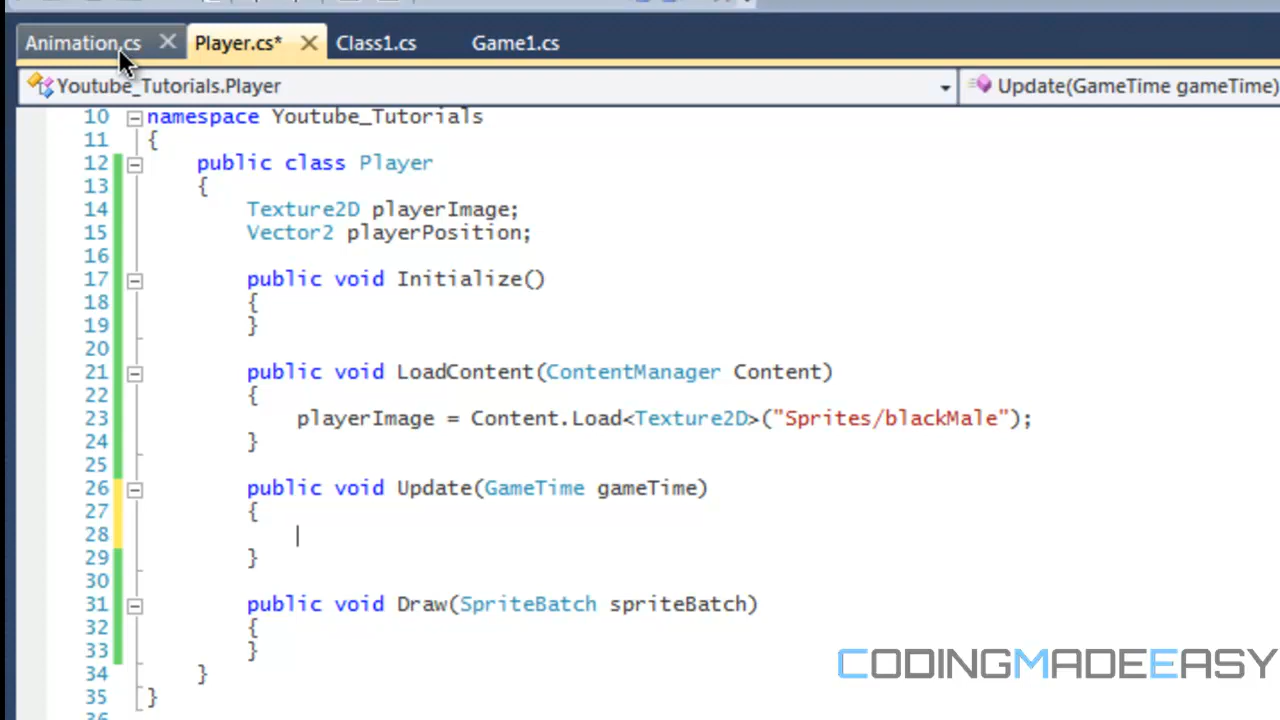 Animation.cs Player.cs* Class1.cs Game1.cs
Youtube_Tutorials.Player Update(GameTime gameTime)
10 namespace Youtube_Tutorials
11 {
12 public class Player
13 {
14 Texture2D playerImage;
15 Vector2 playerPosition;
16
17 public void Initialize()
18 {
19 }
20
21 public void LoadContent(ContentManager Content)
22 {
23 playerImage = Content.Load<Texture2D>("Sprites/blackMale");
24 }
25
26 public void Update(GameTime gameTime)
27 {
28
29 }
30
31 public void Draw(SpriteBatch spriteBatch)
32 {
33 }
34 }
35 }
36
CODINGMADEEASY